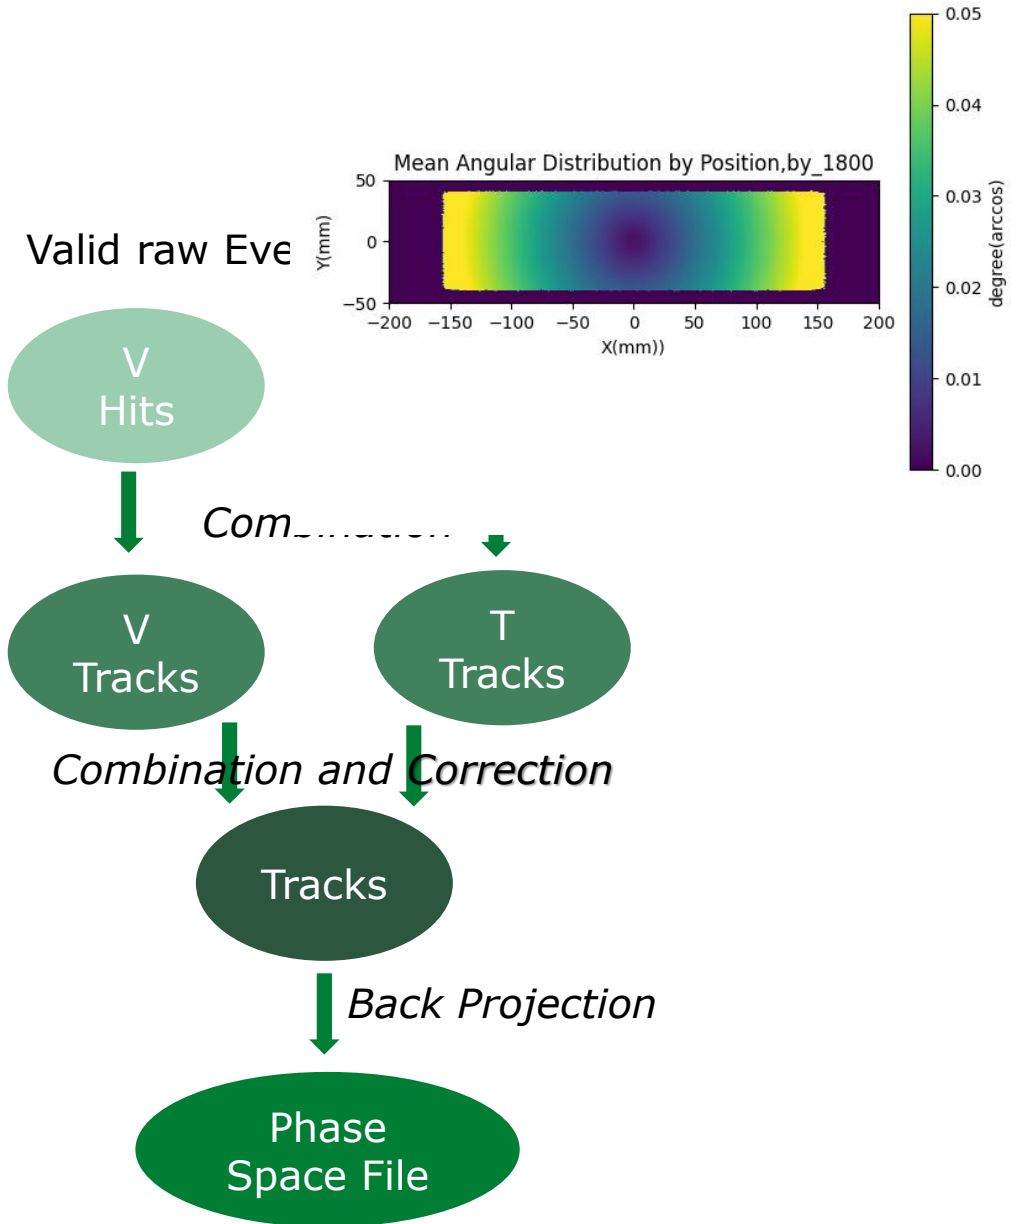 0.05
0.04
0.03
0.02
0.01
0.00
degree(arccos)
Mean Angular Distribution by Position,by_1800
50
0
−50
Y(mm)
−200 −150 −100 −50 0 50 100 150 200
X(mm))
Valid raw Eve
V
Hits
Combination
V
Tracks
T
Tracks
Combination and Correction
Tracks
Back Projection
Phase
Space File